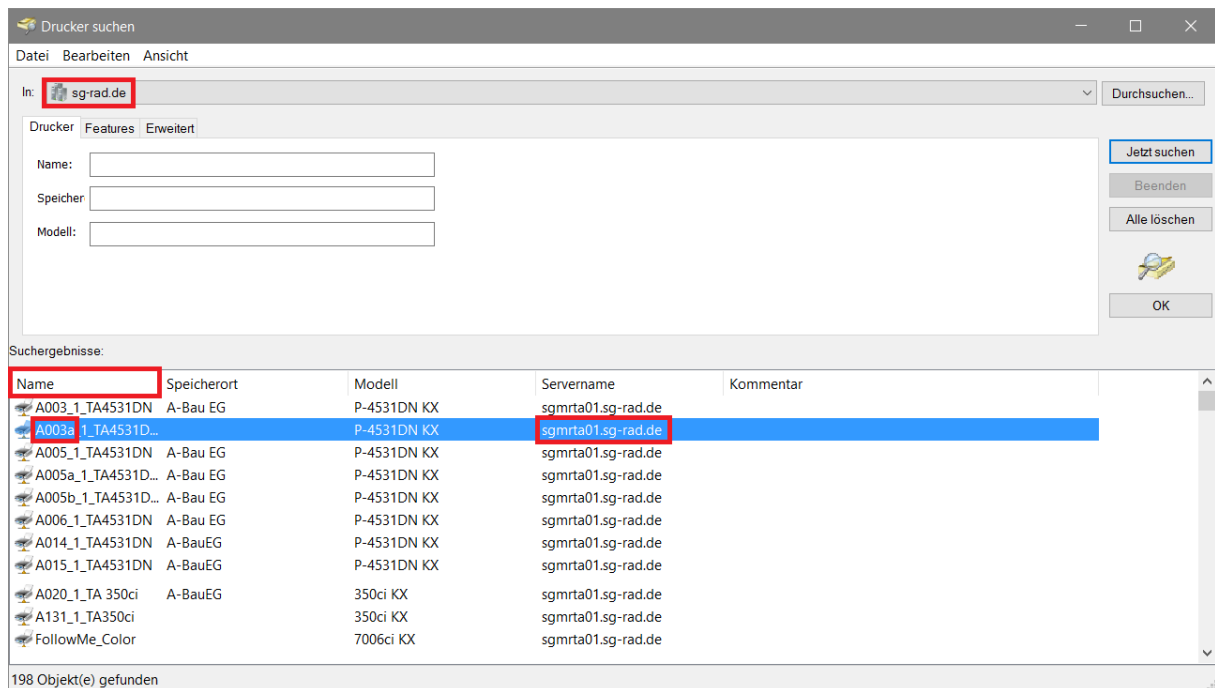 Drucker suchen
Datei Bearbeiten Ansicht
In: sg-rad.de Durchsuchen...
Drucker Features Erweitert
Jetzt suchen
Name:
Beenden
Speicher
Alle löschen
Modell:
OK
Suchergebnisse:
Name Speicherort Modell Servername Kommentar
A003_1_TA4531DN A-Bau EG P-4531DN KX sgmrta01.sg-rad.de
A003a_1_TA4531D... P-4531DN KX sgmrta01.sg-rad.de
A005_1_TA4531DN A-Bau EG P-4531DN KX sgmrta01.sg-rad.de
A005a_1_TA4531D... A-Bau EG P-4531DN KX sgmrta01.sg-rad.de
A005b_1_TA4531D... A-Bau EG P-4531DN KX sgmrta01.sg-rad.de
A006_1_TA4531DN A-Bau EG P-4531DN KX sgmrta01.sg-rad.de
A014_1_TA4531DN A-BauEG P-4531DN KX sgmrta01.sg-rad.de
A015_1_TA4531DN A-BauEG P-4531DN KX sgmrta01.sg-rad.de
A020_1_TA 350ci A-BauEG 350ci KX sgmrta01.sg-rad.de
A131_1_TA350ci 350ci KX sgmrta01.sg-rad.de
FollowMe_Color 7006ci KX sgmrta01.sg-rad.de
198 Objekt(e) gefunden